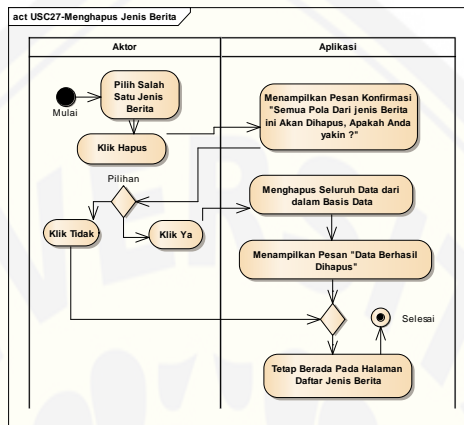 act USC27-Menghapus Jenis Berita
Aktor
Aplikasi
Mulai
Pilih Salah
Satu Jenis
Berita
Klik Hapus
Menampilkan Pesan Konfirmasi
"Semua Pola Dari jenis Berita
ini Akan Dihapus, Apakah Anda
yakin ?"
Pilihan
Klik Tidak
Klik Ya
Menghapus Seluruh Data dari
dalam Basis Data
Menampilkan Pesan "Data Berhasil
Dihapus"
Selesai
Tetap Berada Pada Halaman
Daftar Jenis Berita